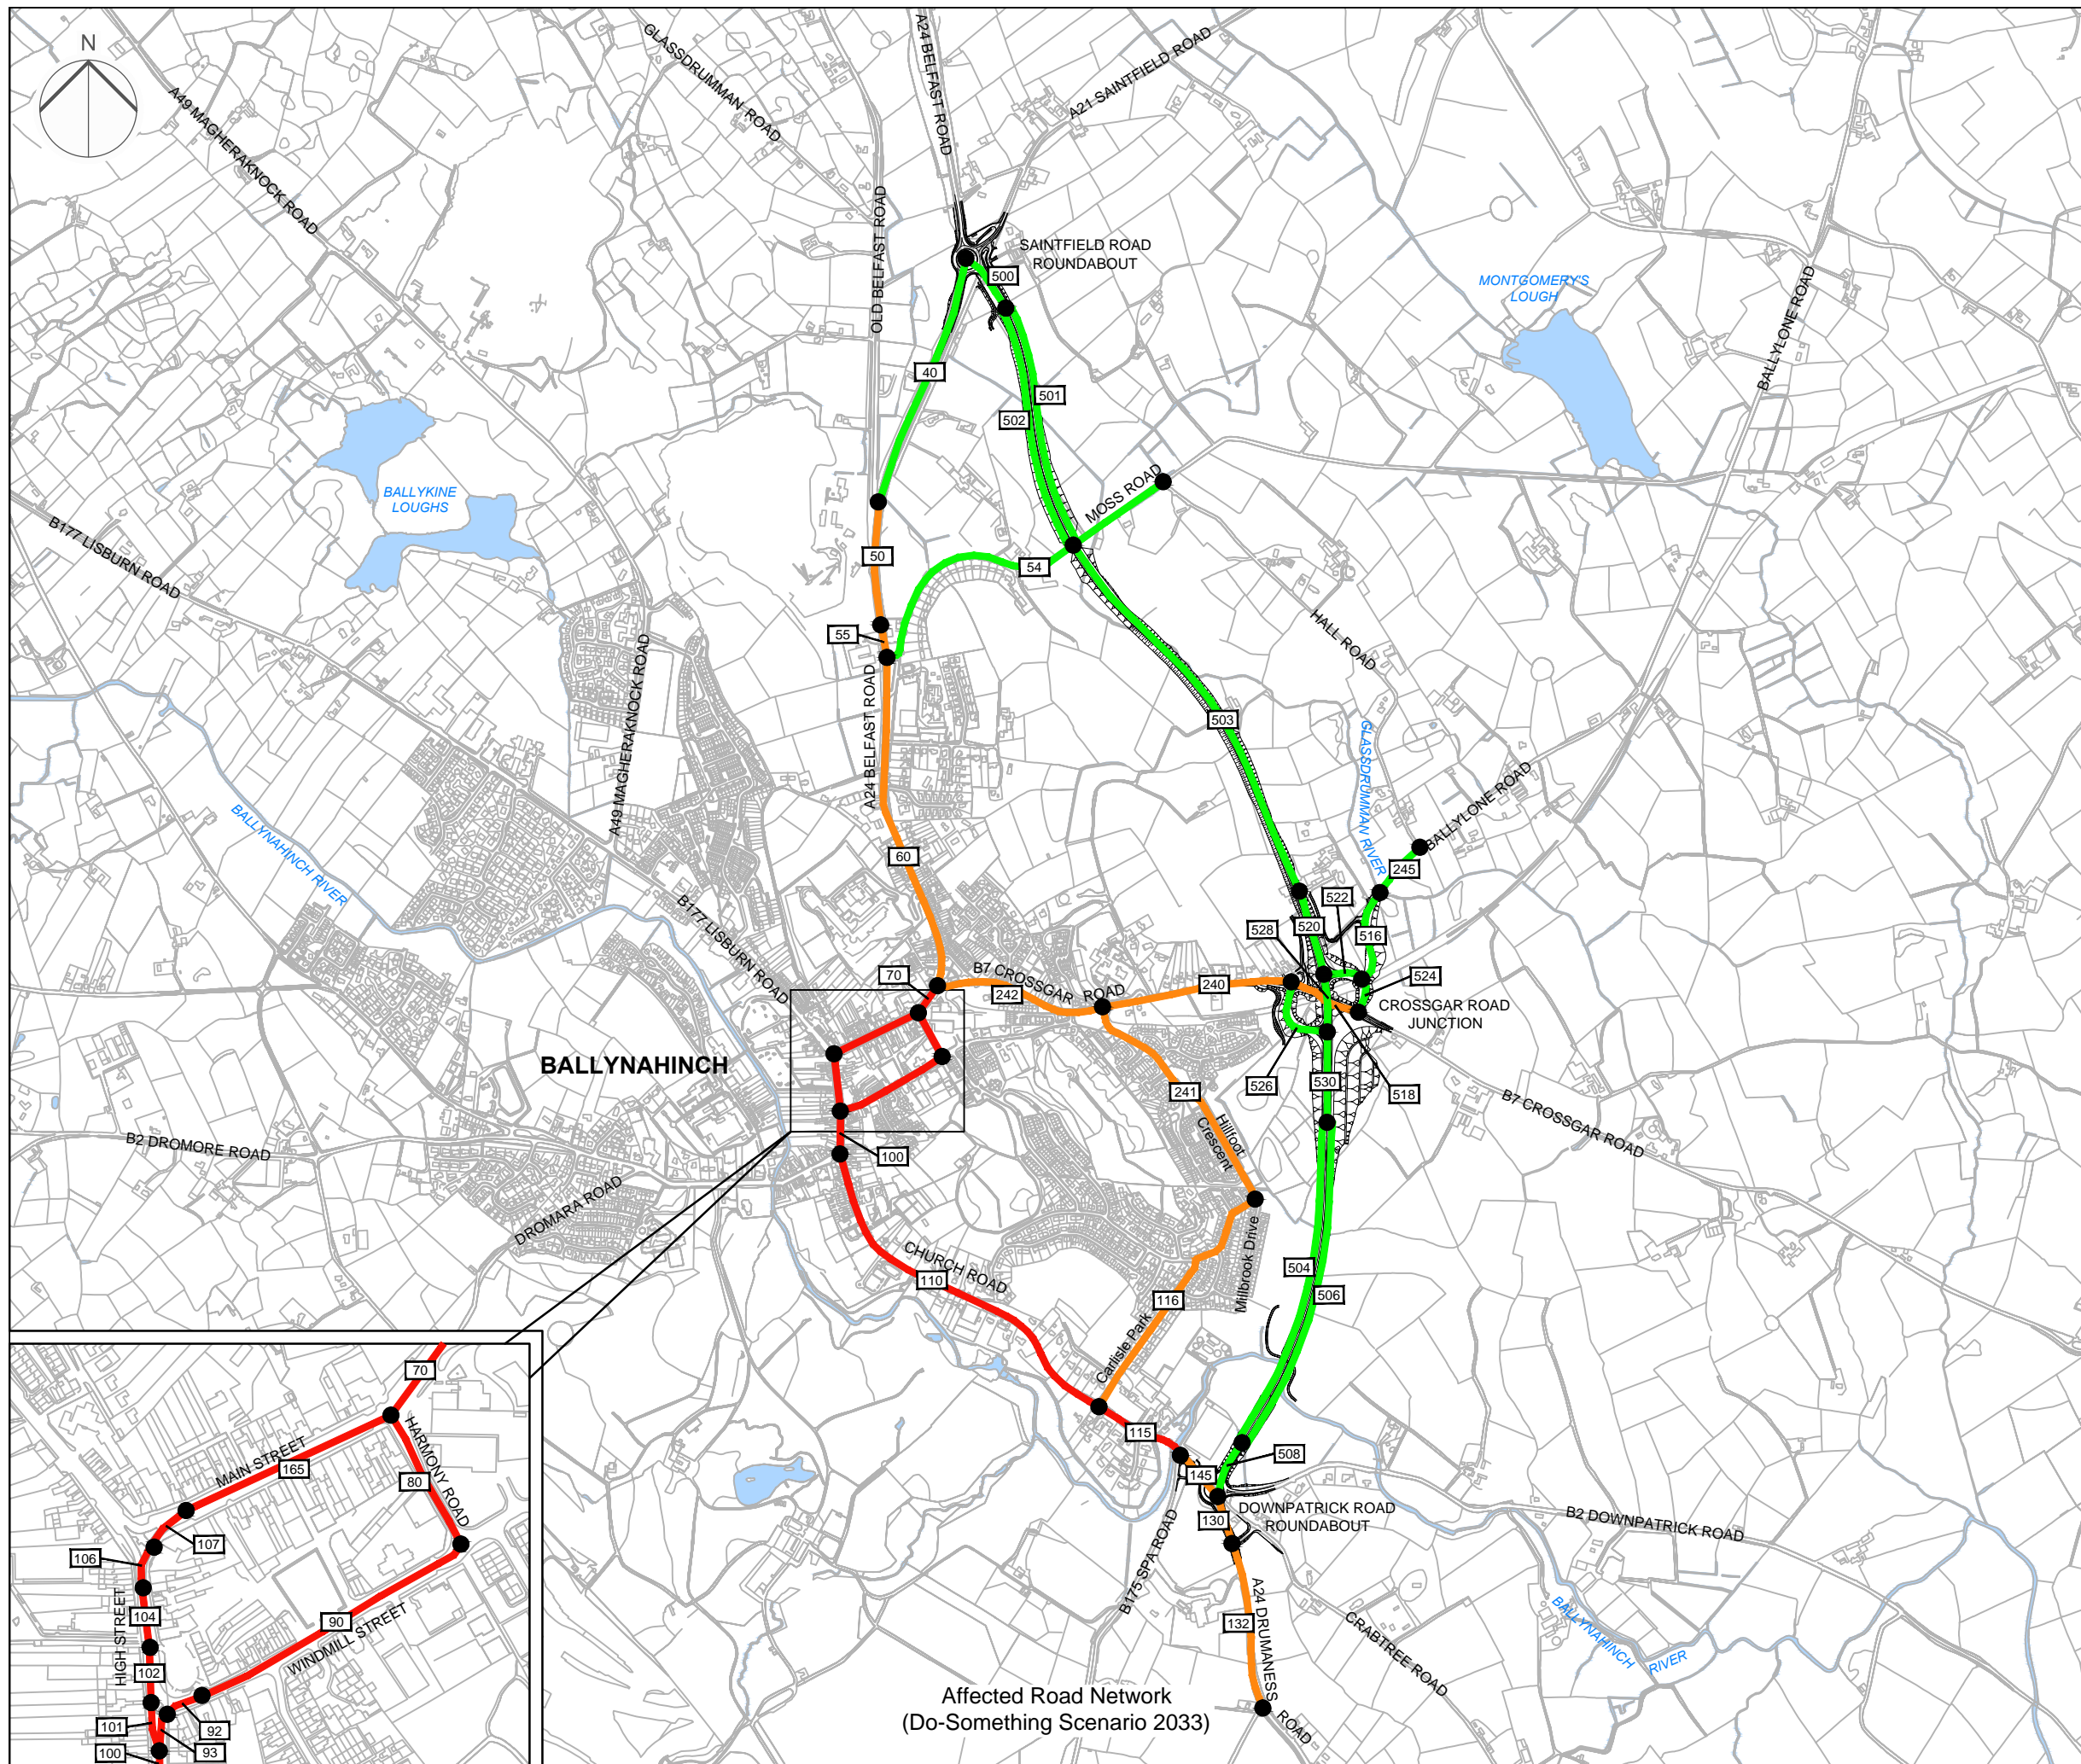 N
A49 MAGHERAKNOCK ROAD
GLASSDRUMMAN ROAD
A24 BELFAST ROAD
A21 SAINTFIELD ROAD
OLD BELFAST ROAD
SAINTFIELD ROAD
ROUNDABOUT
500
MONTGOMERY'S
LOUGH
BALLYLONE ROAD
40
501
502
BALLYKINE
LOUGHS
B177 LISBURN ROAD
MOSS ROAD
50
54
55
HALL ROAD
A49 MAGHERAKNOCK ROAD
A24 BELFAST ROAD
503
GLASSDRUMMAN RIVER
BALLYNAHINCH RIVER
60
BALLYLONE ROAD
245
B177 LISBURN ROAD
522
528
520
516
70
B7 CROSSGAR ROAD
242
240
524
CROSSGAR ROAD
JUNCTION
BALLYNAHINCH
526
530
518
241
Hillfoot
Crescent
B7 CROSSGAR ROAD
B2 DROMORE ROAD
100
DROMARA ROAD
CHURCH ROAD
110
Millbrook Drive
504
506
116
Carlisle Park
115
508
145
DOWNPATRICK ROAD
ROUNDABOUT
130
B2 DOWNPATRICK ROAD
B175 SPA ROAD
132
A24 DRUMANESS ROAD
CRABTREE ROAD
BALLYNAHINCH RIVER
70
MAIN STREET
165
HARMONY ROAD
80
107
106
HIGH STREET
104
90
WINDMILL STREET
102
101
92
93
100
Affected Road Network
(Do-Something Scenario 2033)